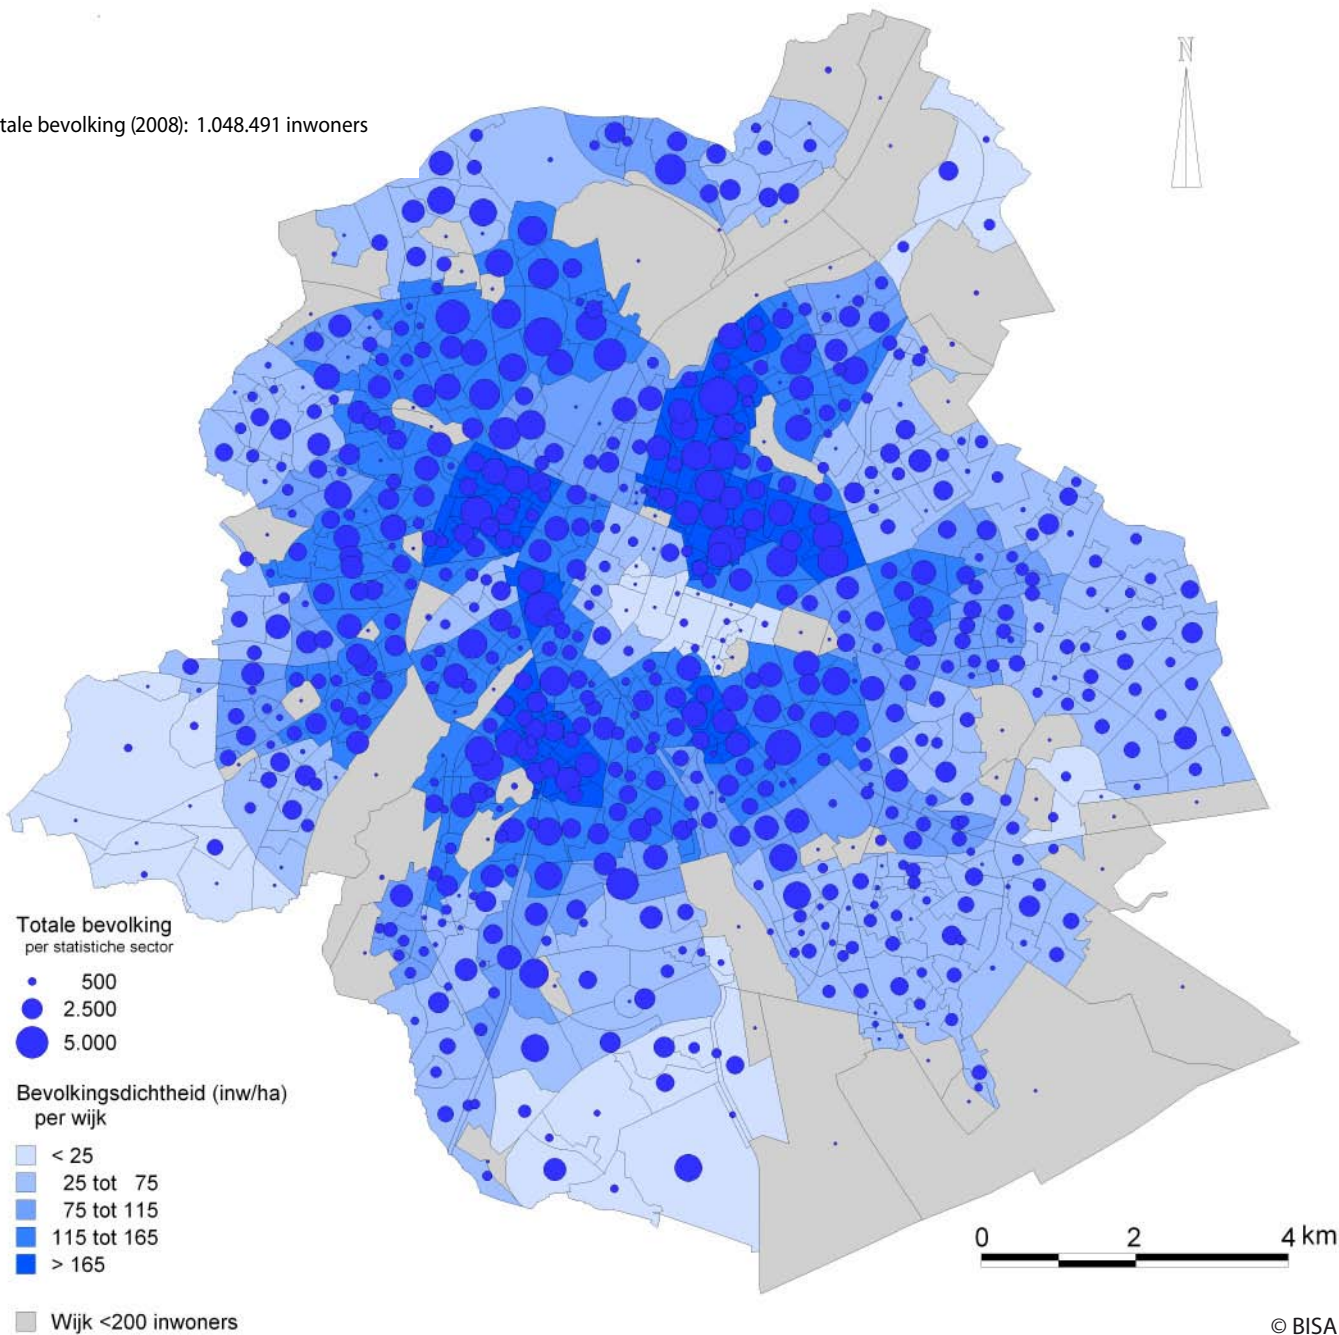 N
tale bevolking (2008): 1.048.491 inwoners
Totale bevolking
per statistiche sector
500
2.500
5.000
Bevolkingsdichtheid (inw/ha)
per wijk
< 25
25 tot 75
75 tot 115
115 tot 165
> 165
Wijk <200 inwoners
0 2 4 km
© BISA